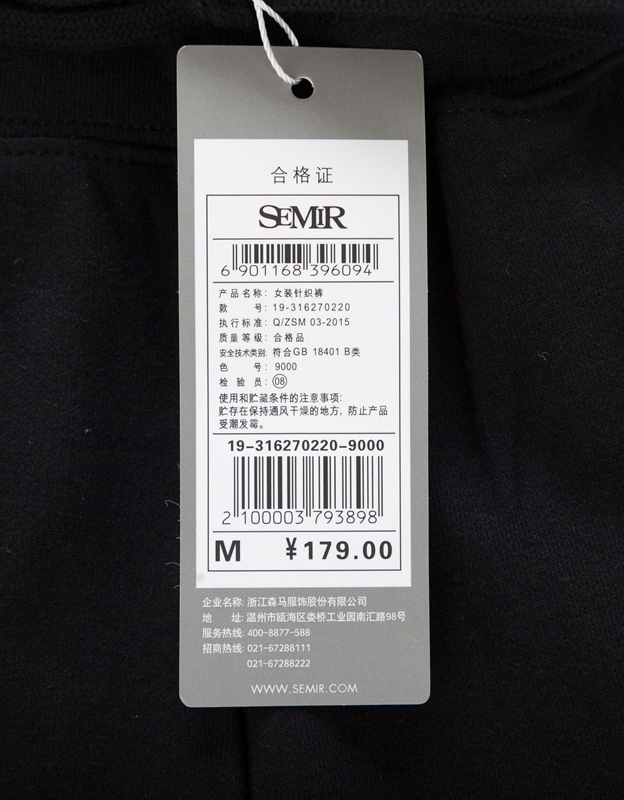 合格证
SEMIR
6 901168 396094
产品名称: 女装针织裤
款 号: 19-316270220
执行标准: Q/ZSM 03-2015
质量等级: 合格品
安全技术类别: 符合GB 18401 B类
色 号: 9000
检 验 员: 08
使用和贮藏条件的注意事项:
贮存在保持通风干燥的地方, 防止产品
受潮发霉。
19-316270220-9000
2 100003 793898
M ¥179.00
企业名称: 浙江森马服饰股份有限公司
地 址: 温州市瓯海区娄桥工业园南汇路98号
服务热线: 400-8877-588
招商热线: 021-67288111
021-67288222
WWW.SEMIR.COM